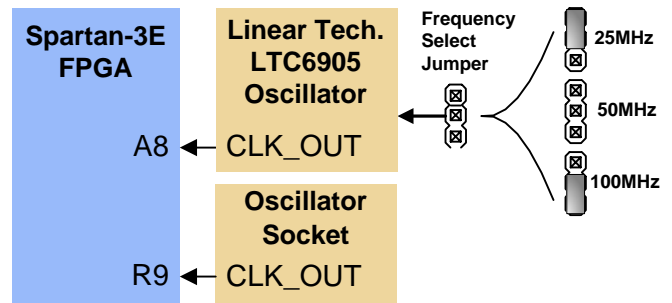 Spartan-3E
FPGA
A8
R9
Linear Tech.
LTC6905
Oscillator
CLK_OUT
Oscillator
Socket
CLK_OUT
Frequency
Select
Jumper
25MHz
50MHz
100MHz